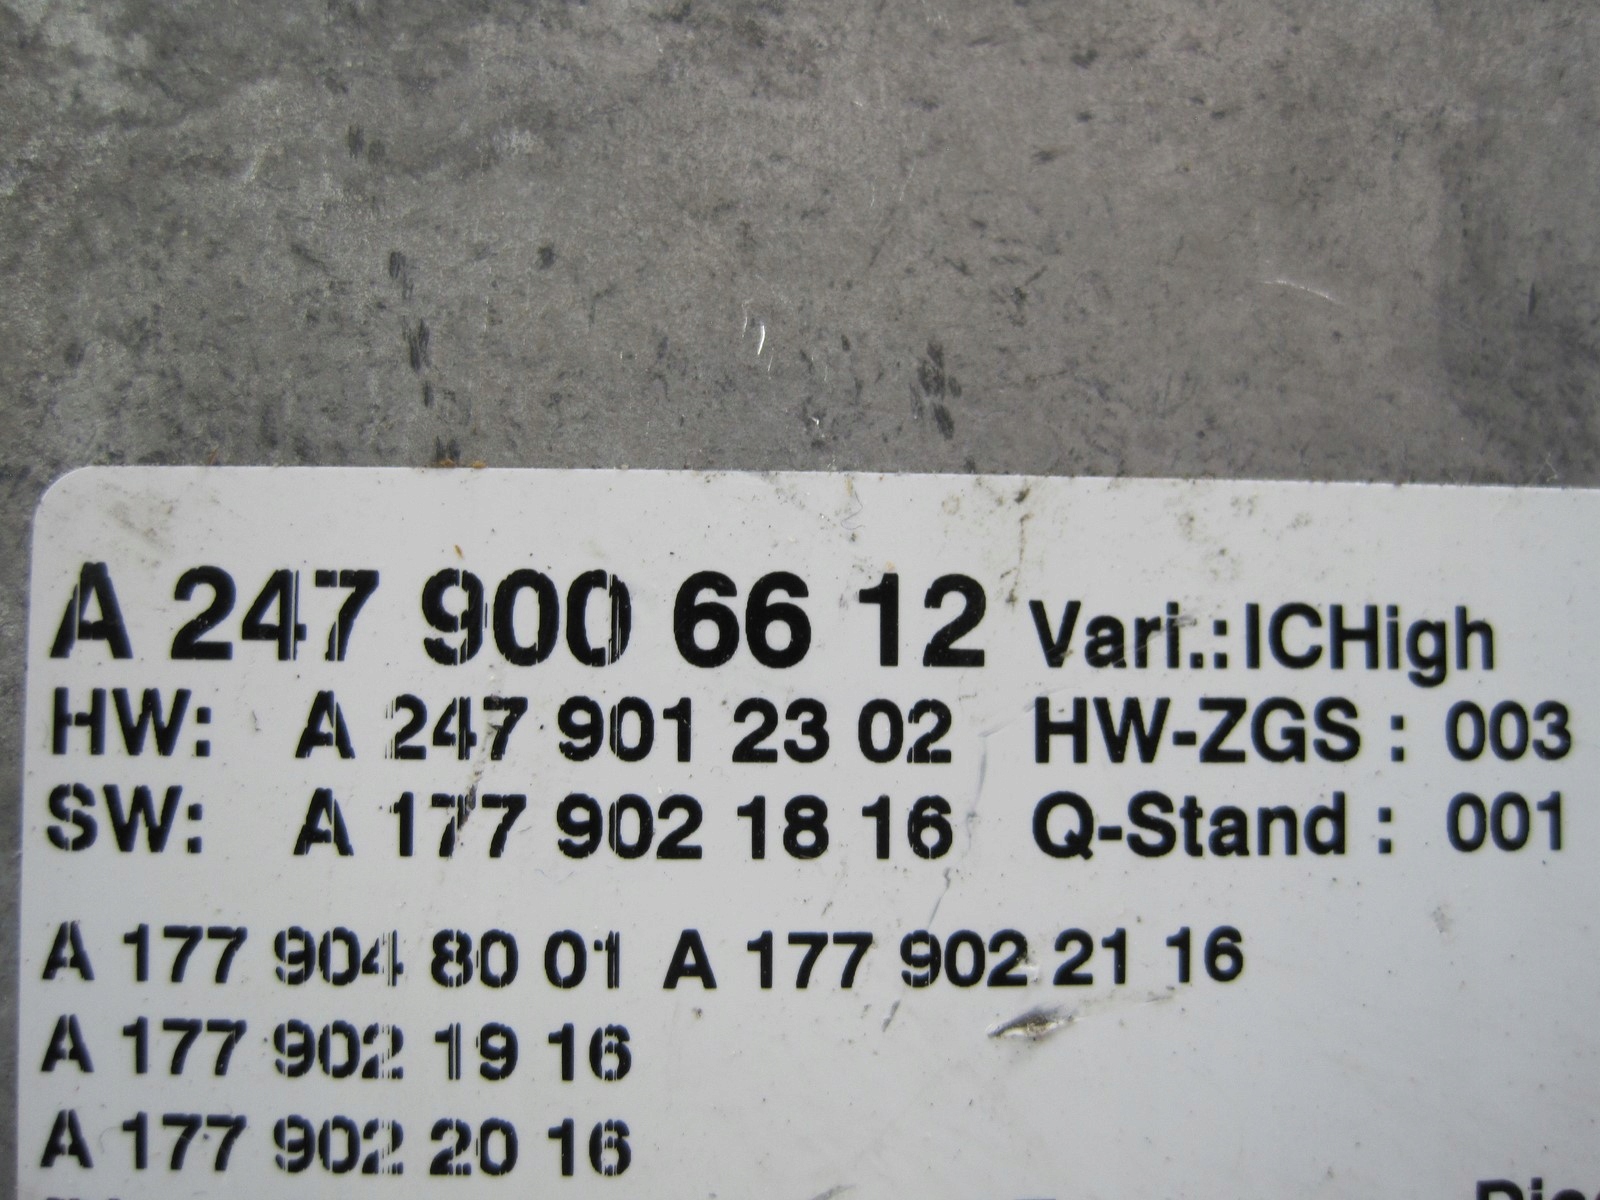 A 247 900 66 12 Vari.: ICHigh
HW: A 247 901 23 02 HW-ZGS : 003
SW: A 177 902 18 16 Q-Stand : 001
A 177 904 80 01 A 177 902 21 16
A 177 902 19 16
A 177 902 20 16